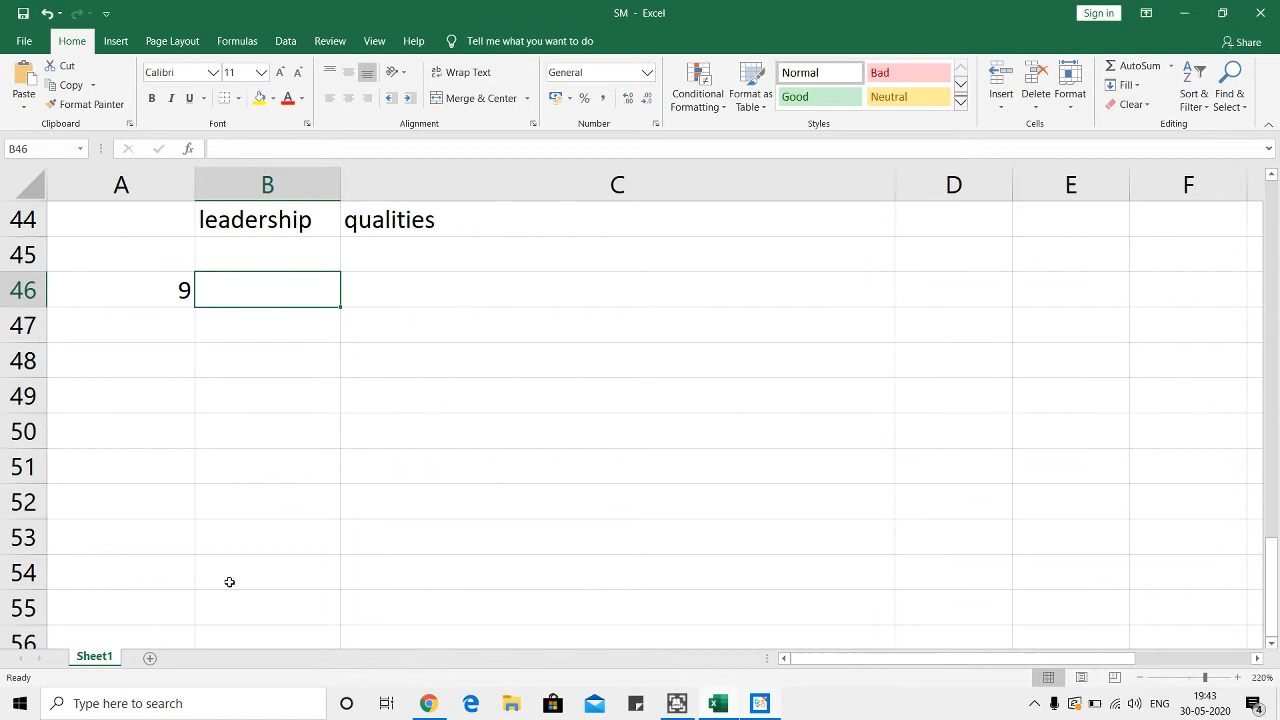 SM - Excel
Sign in
File Home Insert Page Layout Formulas Data Review View Help Tell me what you want to do Share
Paste
Cut
Copy
Format Painter
Clipboard
Calibri 11
B I U
Font
Wrap Text
Merge & Center
Alignment
General
%
Number
Conditional Formatting
Format as Table
Normal Bad
Good Neutral
Styles
Insert Delete Format
Cells
AutoSum
Fill
Clear
Sort & Filter
Find & Select
Editing
B46 fx
A B C D E F
44 leadership qualities
45
46 9
47
48
49
50
51
52
53
54
55
56
Sheet1
Ready 220%
Type here to search
ENG
19:43
30-05-2020
4